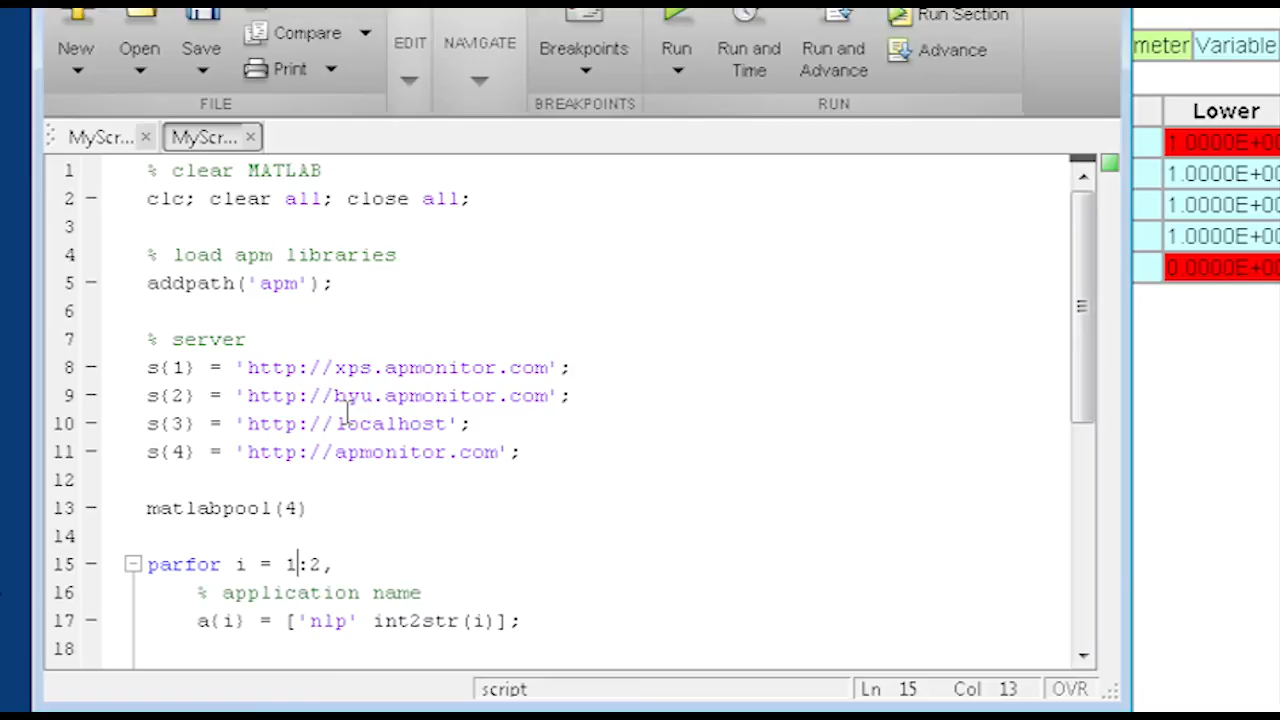 New Open Save Compare Print FILE
EDIT NAVIGATE
Breakpoints BREAKPOINTS
Run Run and Time Run and Advance Run Section Advance RUN
meter Variable
Lower
1.0000E+00
1.0000E+00
1.0000E+00
1.0000E+00
0.0000E+00
MyScr... × MyScr... ×
1 % clear MATLAB
2 – clc; clear all; close all;
3
4 % load apm libraries
5 – addpath('apm');
6
7 % server
8 – s{1} = 'http://xps.apmonitor.com';
9 – s{2} = 'http://byu.apmonitor.com';
10 – s{3} = 'http://localhost';
11 – s{4} = 'http://apmonitor.com';
12
13 – matlabpool(4)
14
15 – parfor i = 1:2,
16 % application name
17 – a{i} = ['nlp' int2str(i)];
18
script Ln 15 Col 13 OVR